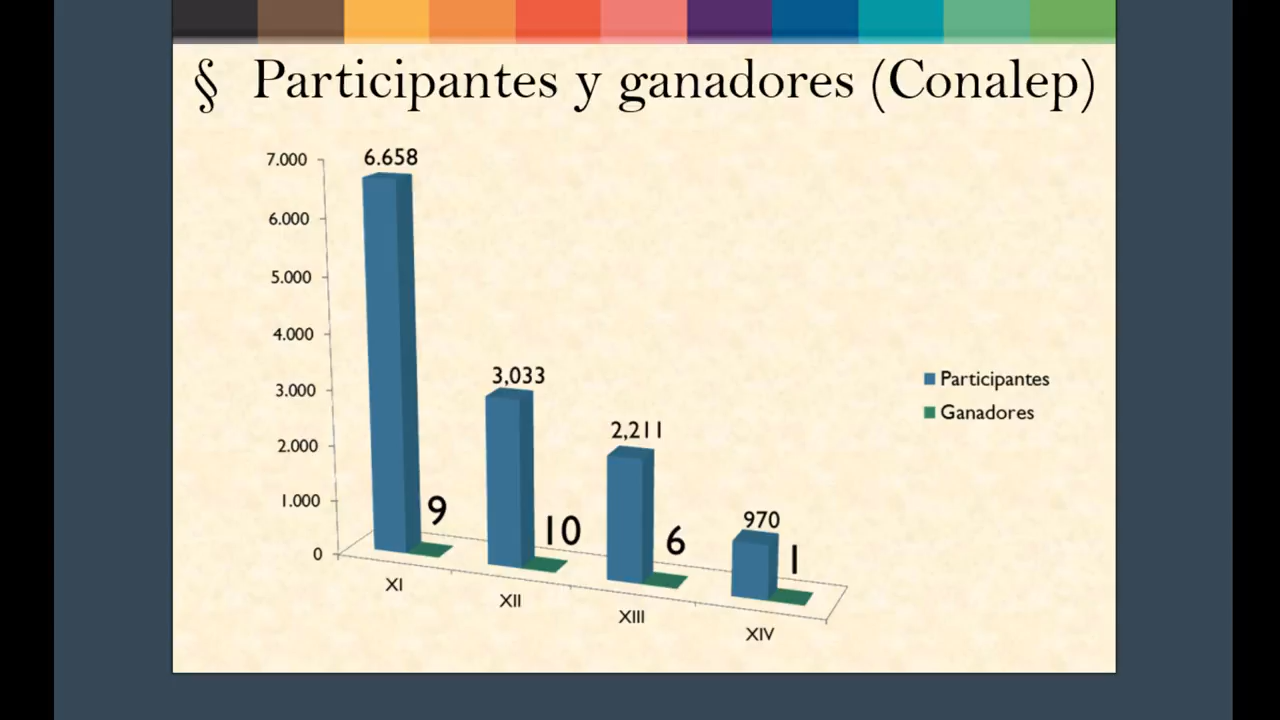 § Participantes y ganadores (Conalep)
7.000
6.000
5.000
4.000
3.000
2.000
1.000
0
6.658
9
3,033
10
2,211
6
970
1
XI
XII
XIII
XIV
Participantes
Ganadores